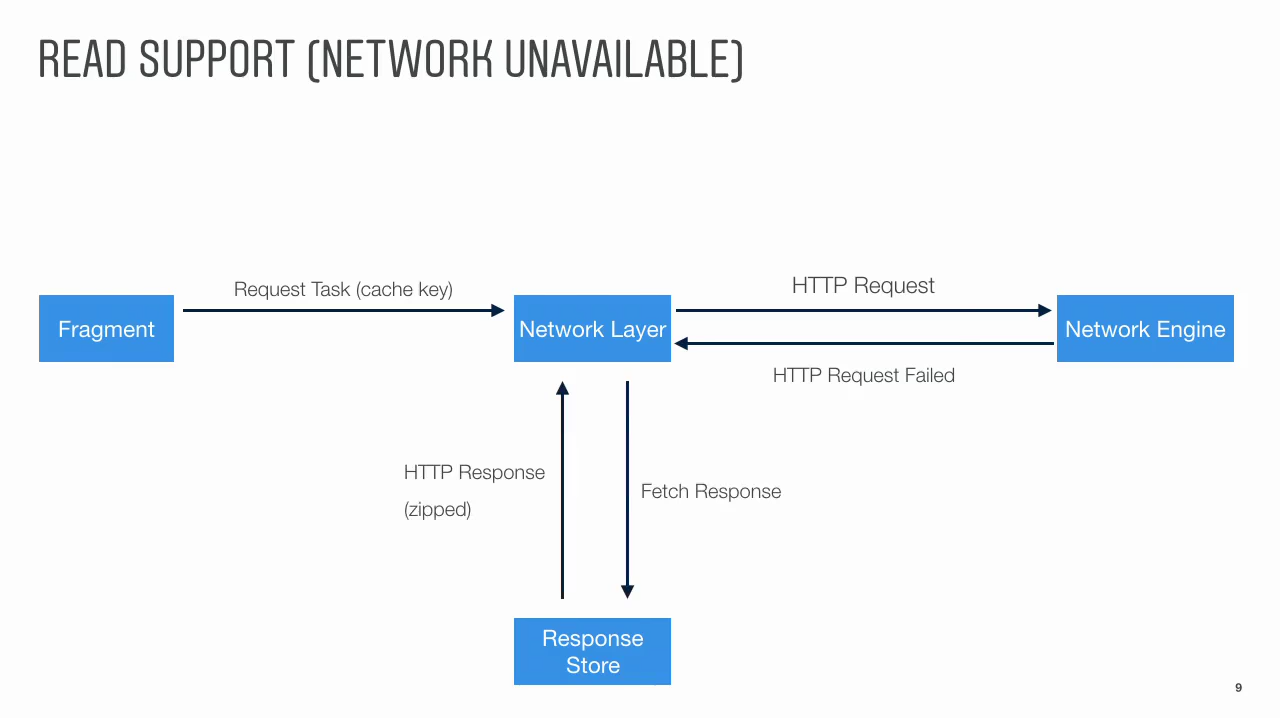 READ SUPPORT (NETWORK UNAVAILABLE)
Request Task (cache key)
HTTP Request
Fragment
Network Layer
Network Engine
HTTP Request Failed
HTTP Response
(zipped)
Fetch Response
Response
Store
9